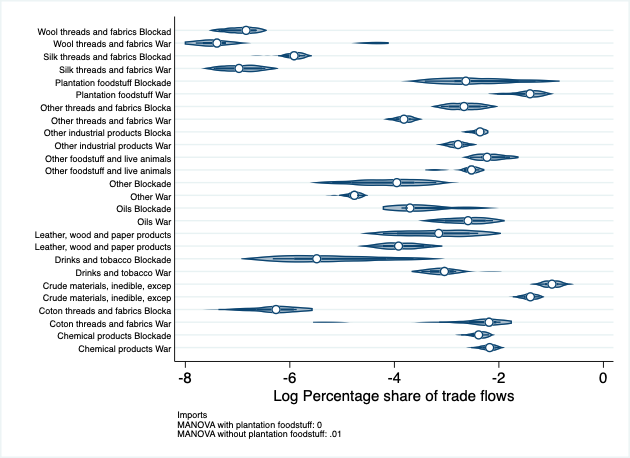 Wool threads and fabrics Blockad
Wool threads and fabrics War
Silk threads and fabrics Blockad
Silk threads and fabrics War
Plantation foodstuff Blockade
Plantation foodstuff War
Other threads and fabrics Blocka
Other threads and fabrics War
Other industrial products Blocka
Other industrial products War
Other foodstuff and live animals
Other foodstuff and live animals
Other Blockade
Other War
Oils Blockade
Oils War
Leather, wood and paper products
Leather, wood and paper products
Drinks and tobacco Blockade
Drinks and tobacco War
Crude materials, inedible, excep
Crude materials, inedible, excep
Coton threads and fabrics Blocka
Coton threads and fabrics War
Chemical products Blockade
Chemical products War
-8 -6 -4 -2 0
Log Percentage share of trade flows
Imports
MANOVA with plantation foodstuff: 0
MANOVA without plantation foodstuff: .01